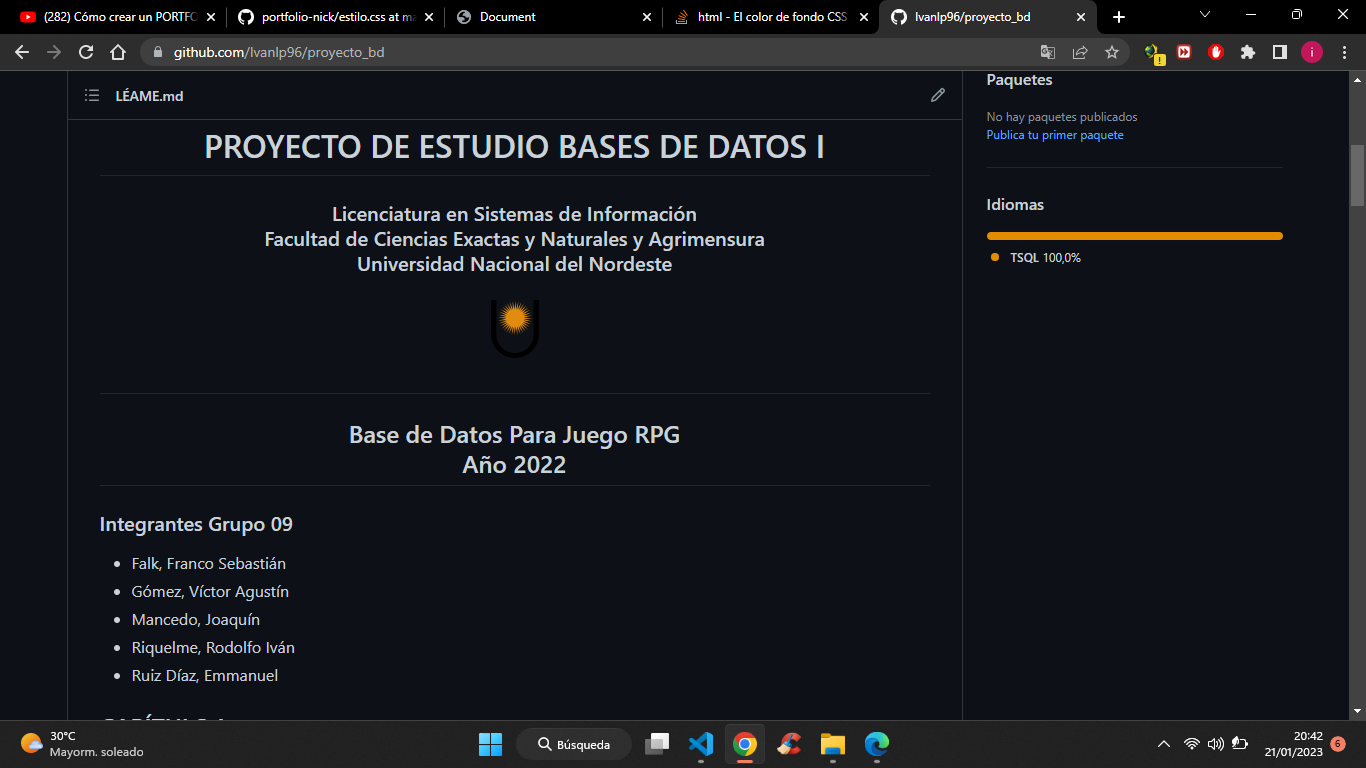 (282) Cómo crear un PORTFO
portfolio-nick/estilo.css at ma
Document
html - El color de fondo CSS
Ivanlp96/proyecto_bd
github.com/Ivanlp96/proyecto_bd
i
LÉAME.md
PROYECTO DE ESTUDIO BASES DE DATOS I
Licenciatura en Sistemas de Información
Facultad de Ciencias Exactas y Naturales y Agrimensura
Universidad Nacional del Nordeste
Base de Datos Para Juego RPG
Año 2022
Integrantes Grupo 09
Falk, Franco Sebastián
Gómez, Víctor Agustín
Mancedo, Joaquín
Riquelme, Rodolfo Iván
Ruiz Díaz, Emmanuel
Paquetes
No hay paquetes publicados
Publica tu primer paquete
Idiomas
TSQL 100,0%
30°C
Mayorm. soleado
Búsqueda
20:42
21/01/2023
6